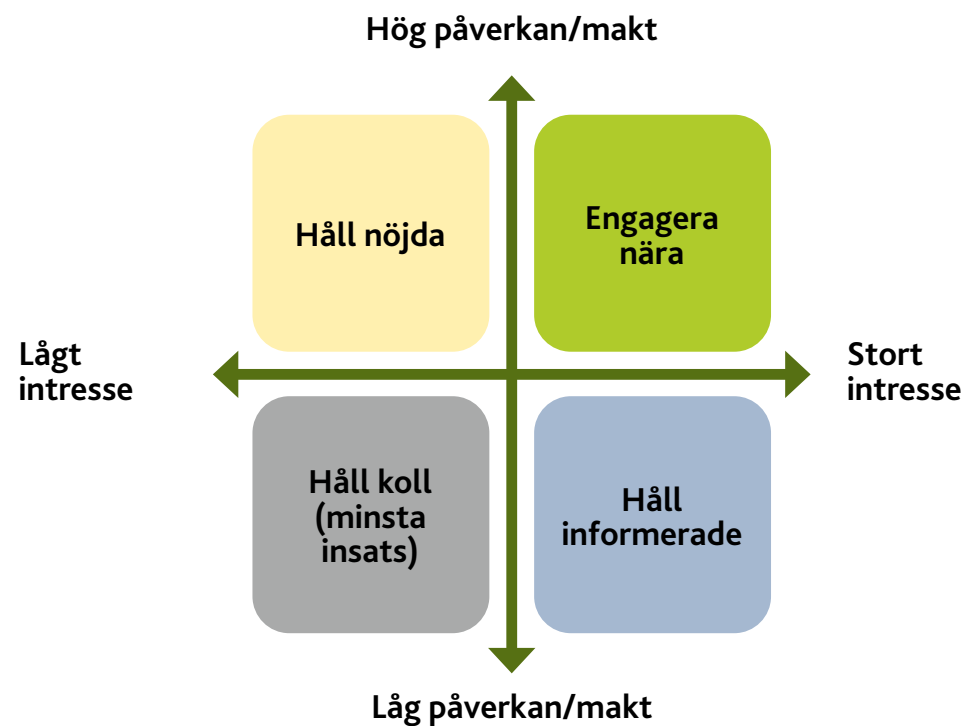 Hög påverkan/makt
Håll nöjda
Engagera
nära
Lågt
intresse
Stort
intresse
Håll koll
(minsta
insats)
Håll
informerade
Låg påverkan/makt